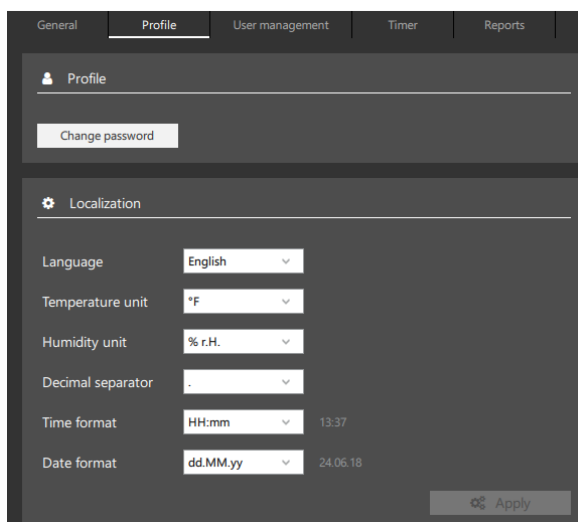 General Profile User management Timer Reports
Profile
Change password
Localization
Language English
Temperature unit °F
Humidity unit % r.H.
Decimal separator .
Time format HH:mm 13:37
Date format dd.MM.yy 24.06.18
Apply